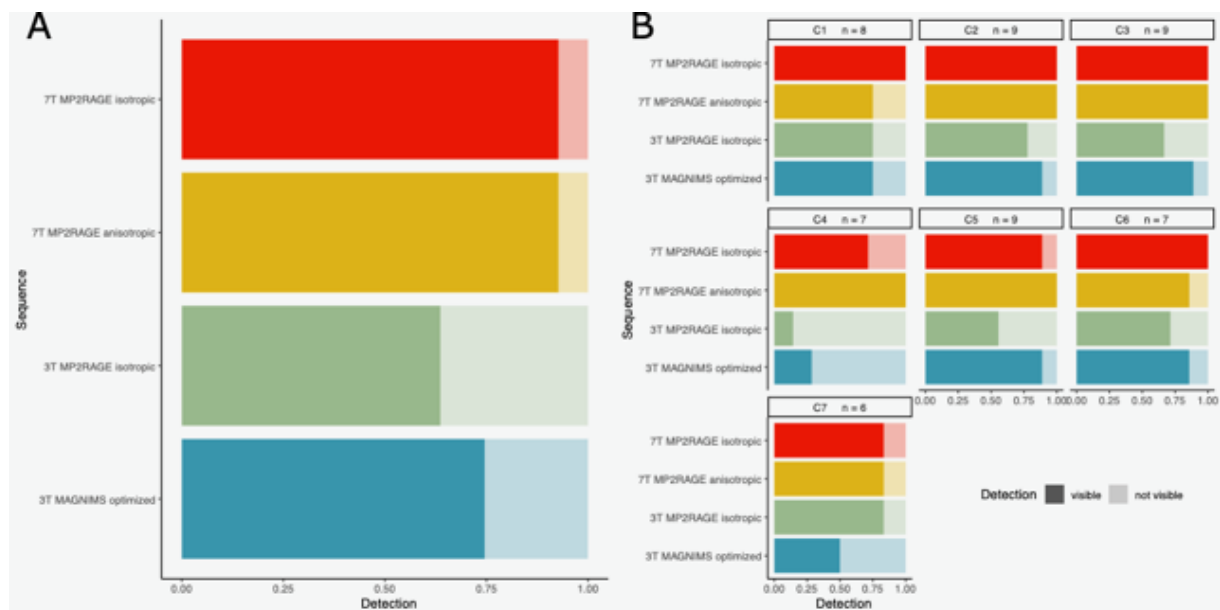 A
7T MP2RAGE isotropic
7T MP2RAGE anisotropic
3T MP2RAGE isotropic
3T MAGNIMS optimized
Sequence
0.00 0.25 0.50 0.75 1.00
Detection
B
C1 n = 8 C2 n = 9 C3 n = 9
7T MP2RAGE isotropic
7T MP2RAGE anisotropic
3T MP2RAGE isotropic
3T MAGNIMS optimized
C4 n = 7 C5 n = 9 C6 n = 7
7T MP2RAGE isotropic
7T MP2RAGE anisotropic
3T MP2RAGE isotropic
3T MAGNIMS optimized
Sequence
0.00 0.25 0.50 0.75 1.00 0.00 0.25 0.50 0.75 1.00
C7 n = 6
7T MP2RAGE isotropic
7T MP2RAGE anisotropic
3T MP2RAGE isotropic
3T MAGNIMS optimized
0.00 0.25 0.50 0.75 1.00
Detection
Detection visible not visible